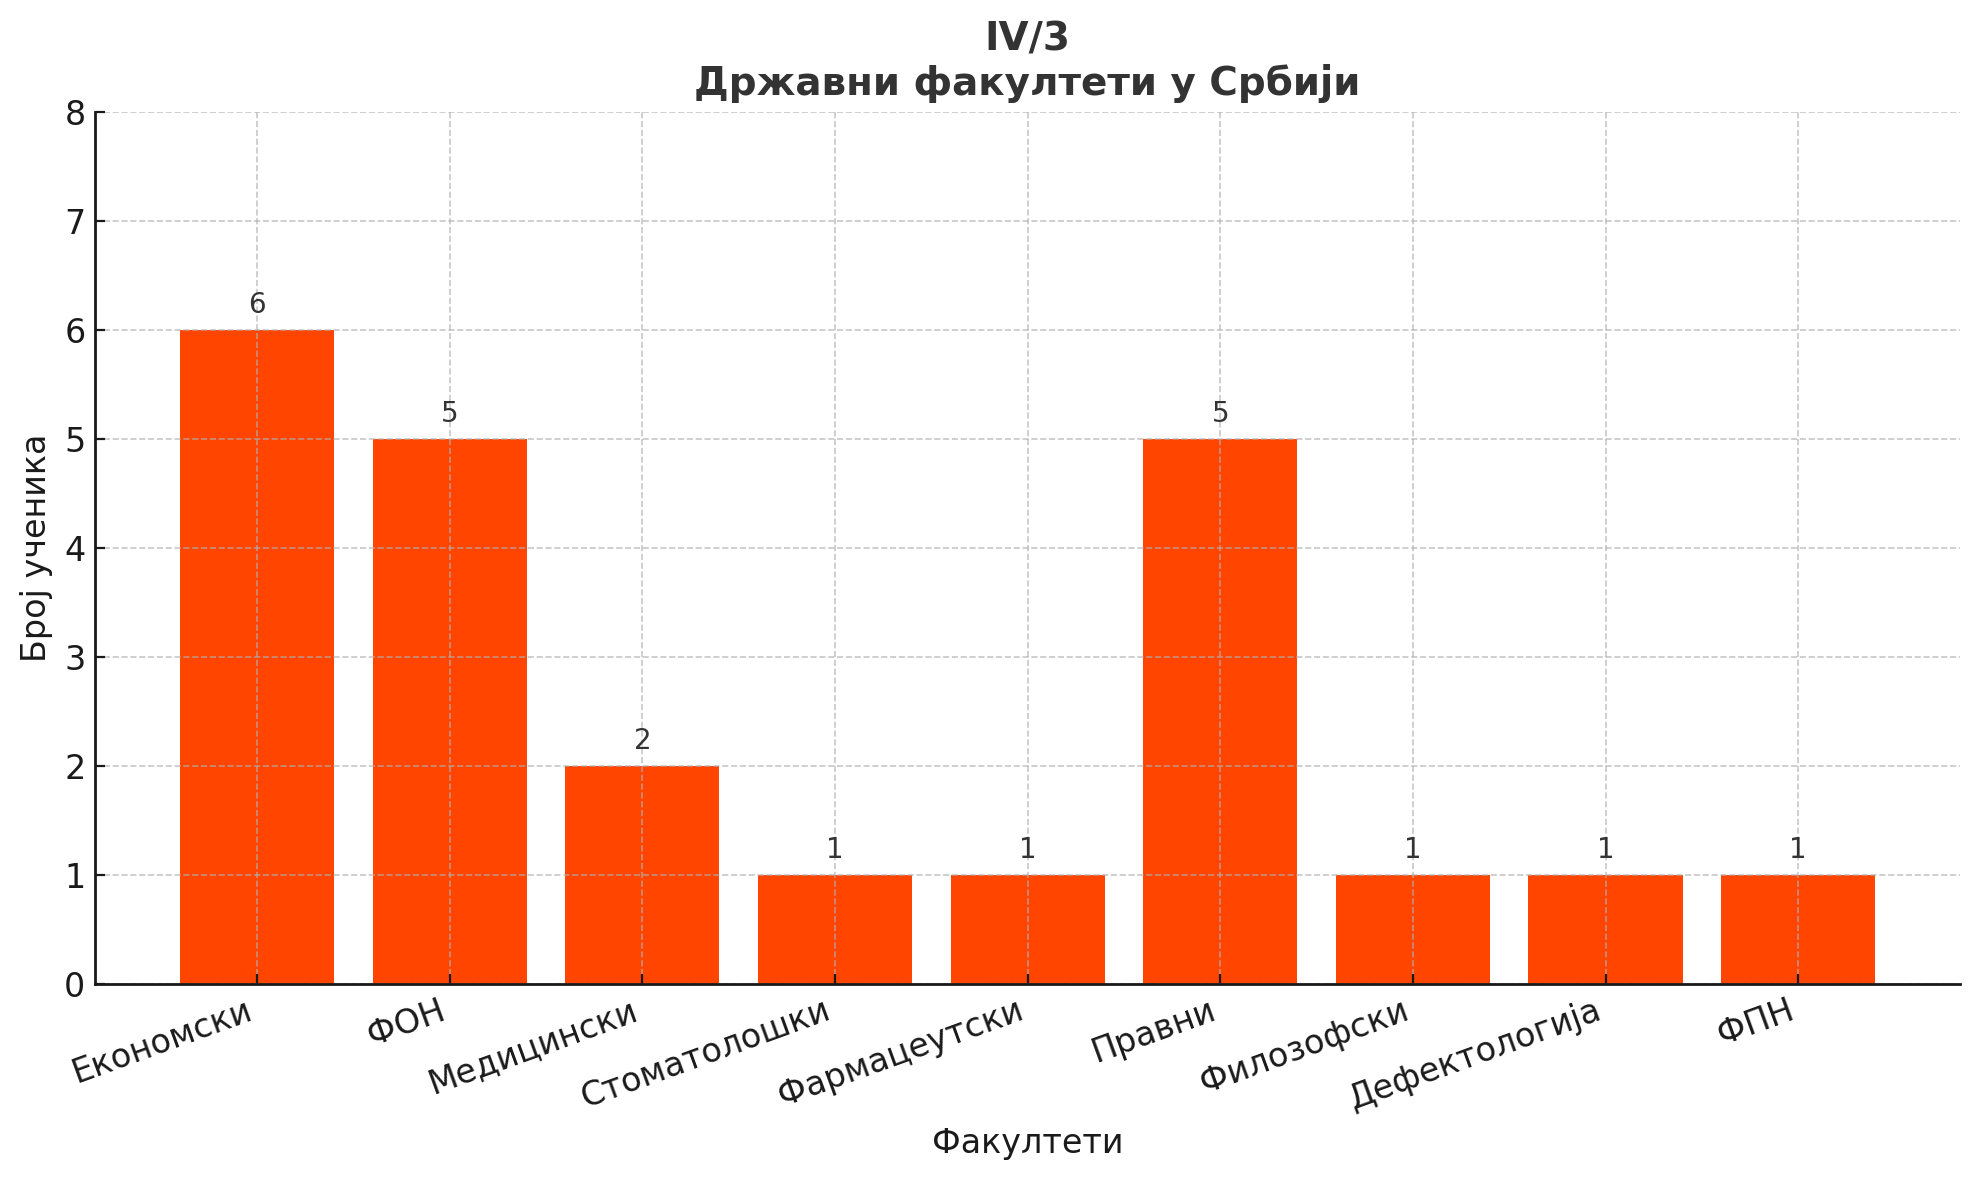 IV/3
Државни факултети у Србији
Број ученика
8
7
6
5
4
3
2
1
0
6
5
2
1
1
5
1
1
1
Економски
ФОН
Медицински
Стоматолошки
Фармацеутски
Правни
Филозофски
Дефектологија
ФПН
Факултети